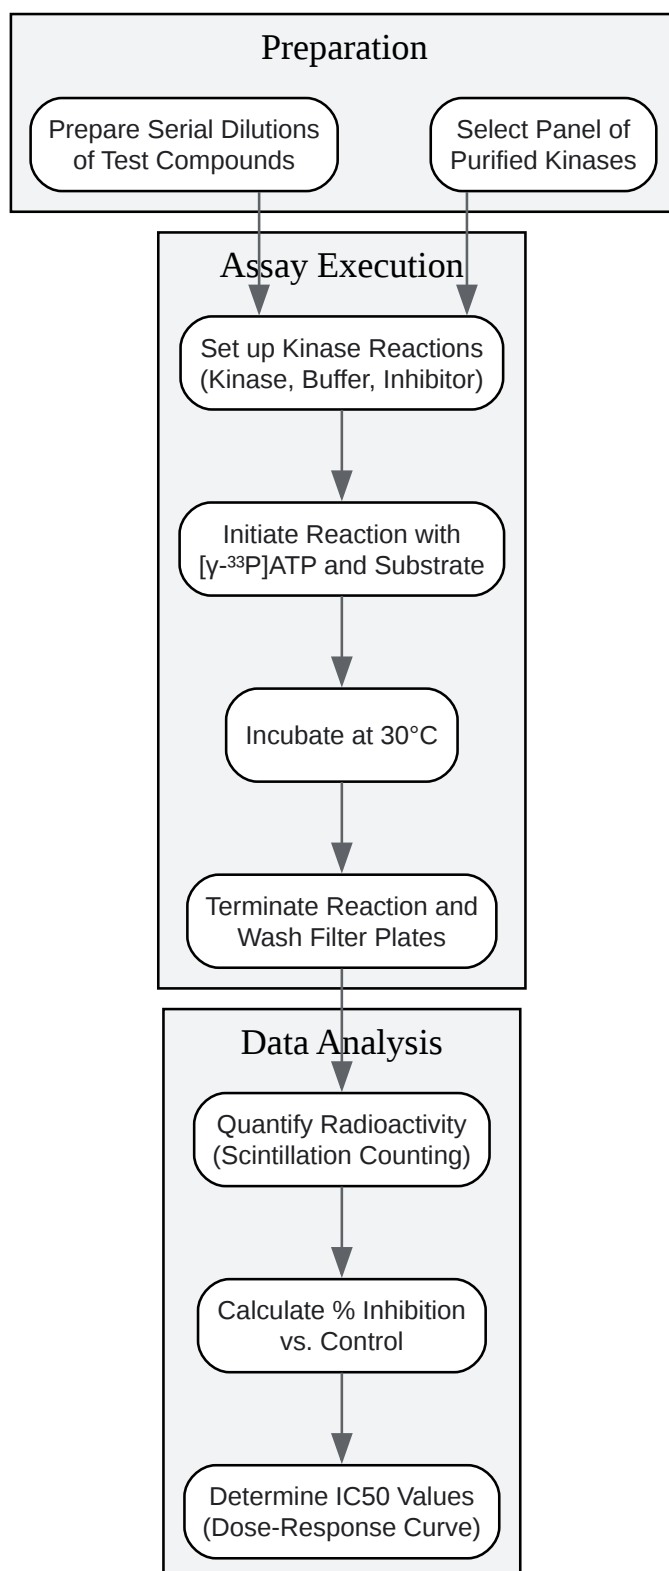 Preparation
Prepare Serial Dilutions
of Test Compounds
Select Panel of
Purified Kinases
Assay Execution
Set up Kinase Reactions
(Kinase, Buffer, Inhibitor)
Initiate Reaction with
[γ-³³P]ATP and Substrate
Incubate at 30°C
Terminate Reaction and
Wash Filter Plates
Data Analysis
Quantify Radioactivity
(Scintillation Counting)
Calculate % Inhibition
vs. Control
Determine IC50 Values
(Dose-Response Curve)